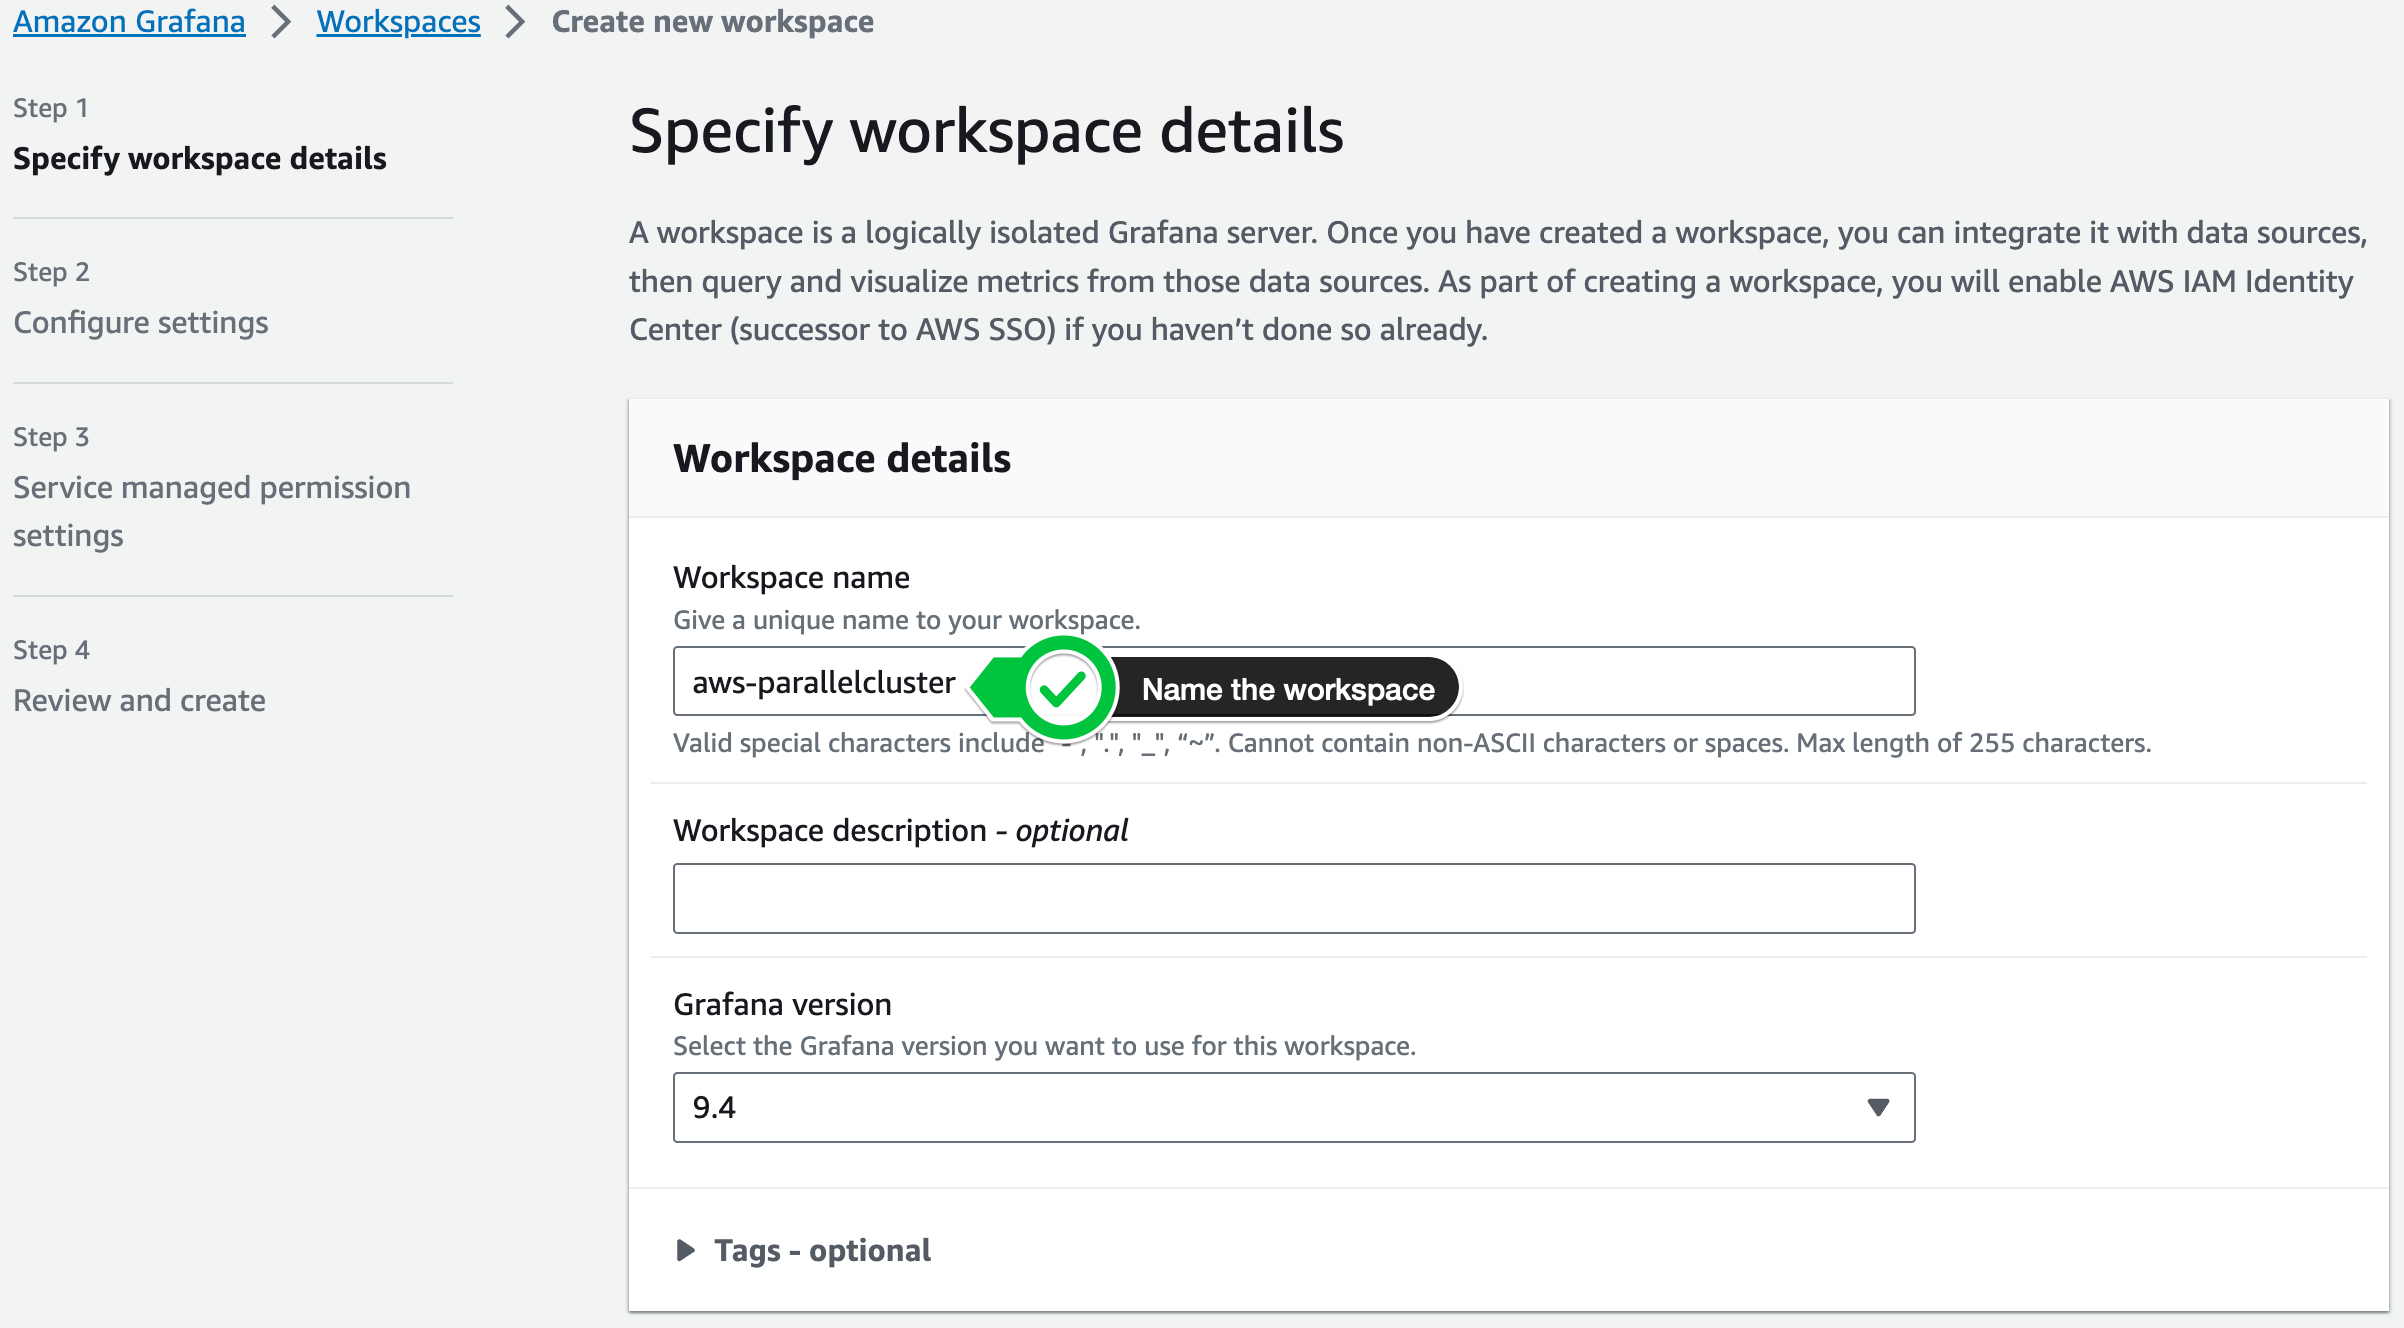 Amazon Grafana > Workspaces > Create new workspace
Step 1
Specify workspace details
Step 2
Configure settings
Step 3
Service managed permission
settings
Step 4
Review and create
Specify workspace details
A workspace is a logically isolated Grafana server. Once you have created a workspace, you can integrate it with data sources,
then query and visualize metrics from those data sources. As part of creating a workspace, you will enable AWS IAM Identity
Center (successor to AWS SSO) if you haven’t done so already.
Workspace details
Workspace name
Give a unique name to your workspace.
aws-parallelcluster
Name the workspace
Valid special characters include "-", ".", "_", “~”. Cannot contain non-ASCII characters or spaces. Max length of 255 characters.
Workspace description - optional
Grafana version
Select the Grafana version you want to use for this workspace.
9.4
Tags - optional